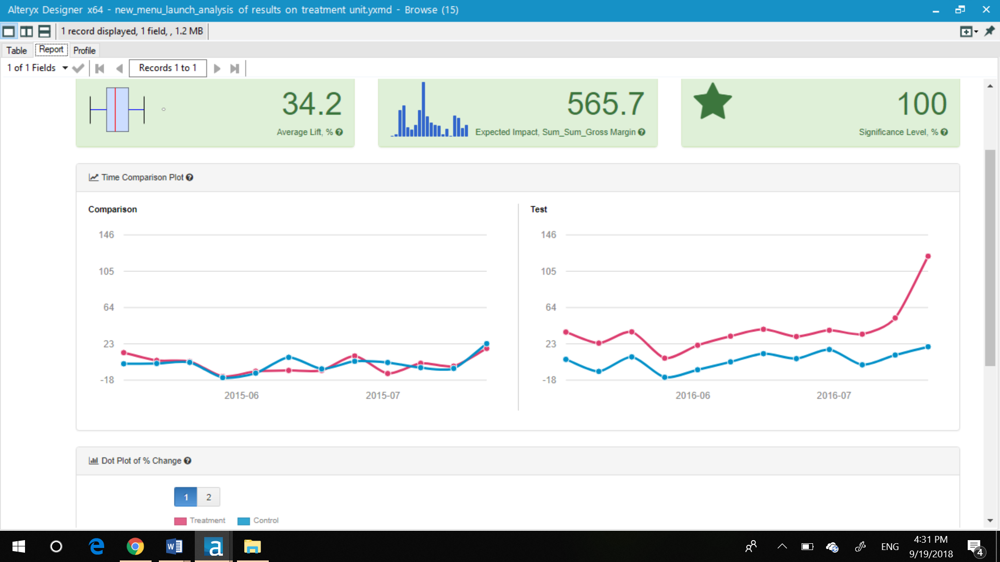 Alteryx Designer x64 - new_menu_launch_analysis of results on treatment unit.yxmd - Browse (15)
1 record displayed, 1 field, , 1.2 MB
Table Report Profile
1 of 1 Fields Records 1 to 1
34.2
Average Lift, %
565.7
Expected Impact, Sum_Sum_Gross Margin
100
Significance Level, %
Time Comparison Plot
Comparison
146
105
64
23
-18
2015-06 2015-07
Test
146
105
64
23
-18
2016-06 2016-07
Dot Plot of % Change
1 2
Treatment Control
ENG
4:31 PM
9/19/2018
4